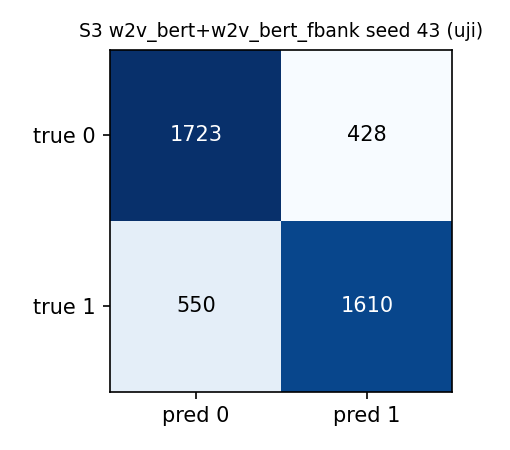 S3 w2v_bert+w2v_bert_fbank seed 43 (uji)
true 0 1723 428
true 1 550 1610
pred 0 pred 1